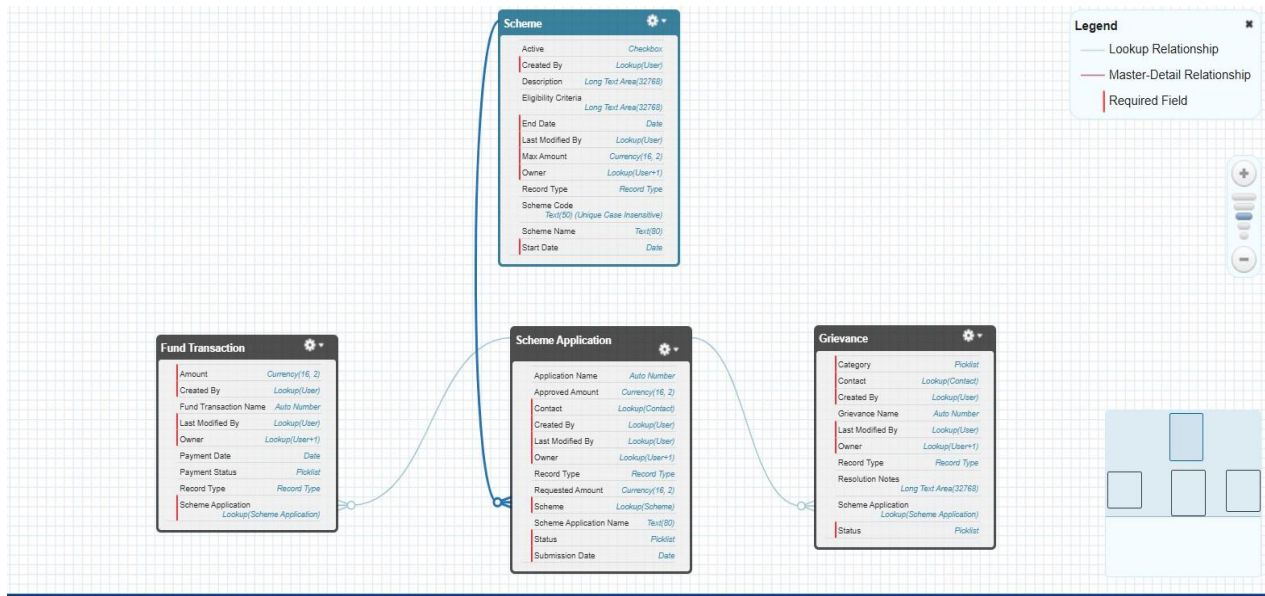 Scheme
Active Checkbox
Created By Lookup(User)
Description Long Text Area(32768)
Eligibility Criteria
Long Text Area(32768)
End Date Date
Last Modified By Lookup(User)
Max Amount Currency(16, 2)
Owner Lookup(User+1)
Record Type Record Type
Scheme Code
Text(50) (Unique Case Insensitive)
Scheme Name Text(80)
Start Date Date
Legend
Lookup Relationship
Master-Detail Relationship
Required Field
Fund Transaction
Amount Currency(16, 2)
Created By Lookup(User)
Fund Transaction Name Auto Number
Last Modified By Lookup(User)
Owner Lookup(User+1)
Payment Date Date
Payment Status Picklist
Record Type Record Type
Scheme Application
Lookup(Scheme Application)
Scheme Application
Application Name Auto Number
Approved Amount Currency(16, 2)
Contact Lookup(Contact)
Created By Lookup(User)
Last Modified By Lookup(User)
Owner Lookup(User+1)
Record Type Record Type
Requested Amount Currency(16, 2)
Scheme Lookup(Scheme)
Scheme Application Name Text(80)
Status Picklist
Submission Date Date
Grievance
Category Picklist
Contact Lookup(Contact)
Created By Lookup(User)
Grievance Name Auto Number
Last Modified By Lookup(User)
Owner Lookup(User+1)
Record Type Record Type
Resolution Notes
Long Text Area(32768)
Scheme Application
Lookup(Scheme Application)
Status Picklist